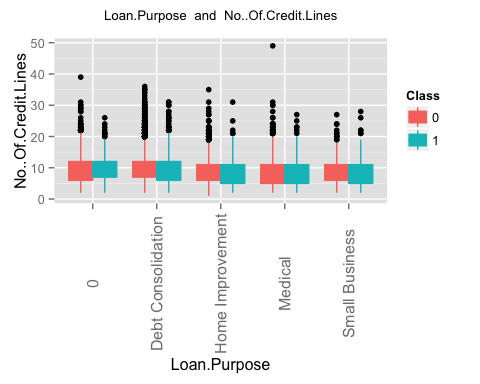 Loan.Purpose and No..Of.Credit.Lines
No..Of.Credit.Lines
50
40
30
20
10
0
0
Debt Consolidation
Home Improvement
Medical
Small Business
Loan.Purpose
Class
0
1